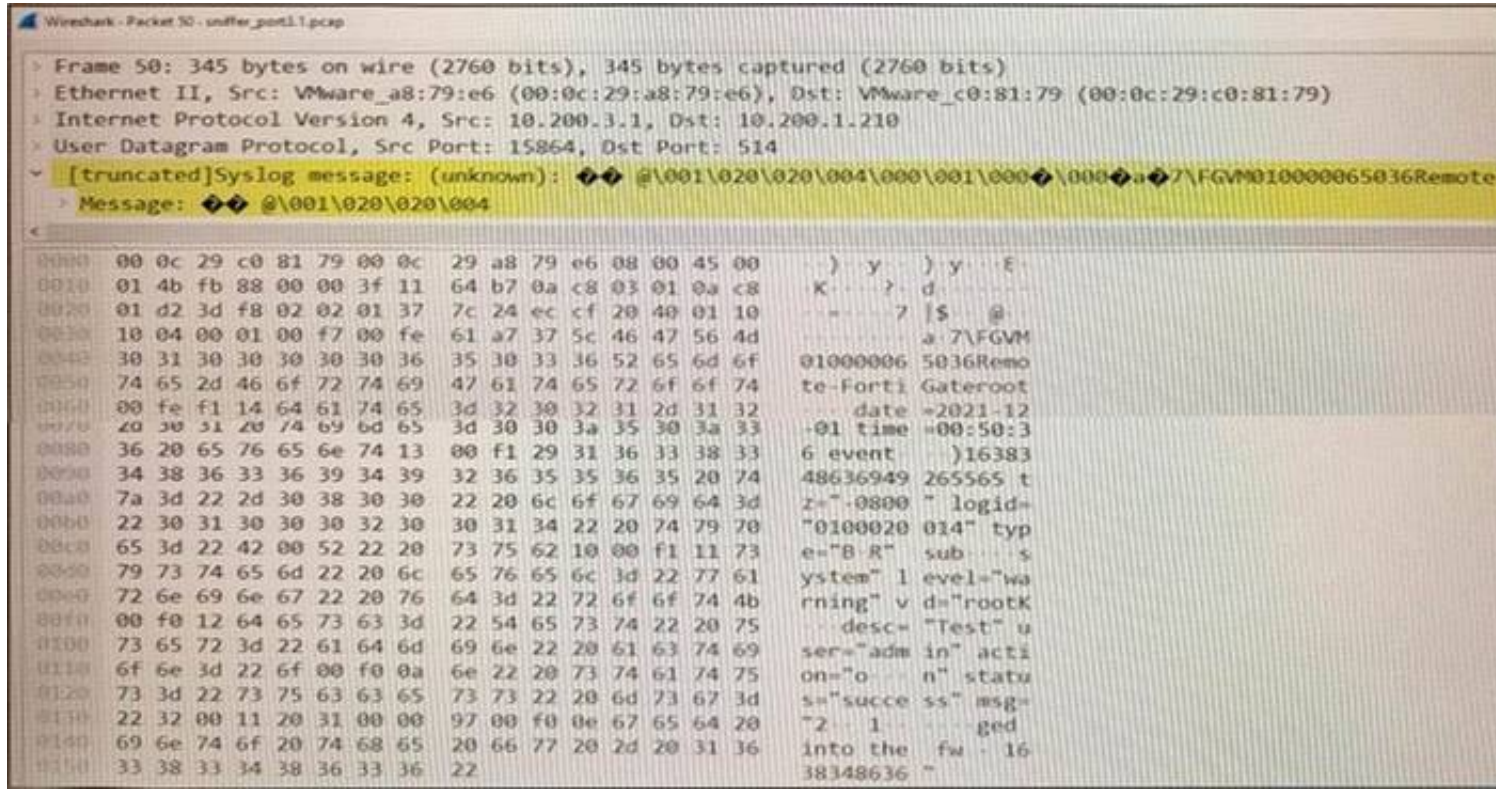 Wireshark · Packet 50 · sniffer_port3.1.pcap
> Frame 50: 345 bytes on wire (2760 bits), 345 bytes captured (2760 bits)
> Ethernet II, Src: VMware_a8:79:e6 (00:0c:29:a8:79:e6), Dst: VMware_c0:81:79 (00:0c:29:c0:81:79)
> Internet Protocol Version 4, Src: 10.200.3.1, Dst: 10.200.1.210
> User Datagram Protocol, Src Port: 15864, Dst Port: 514
[truncated]Syslog message: (unknown): �� @\001\020\020\004\000\001\000�\000�a�7\FGVM010000065036Remote
> Message: �� @\001\020\020\004
0000 00 0c 29 c0 81 79 00 0c 29 a8 79 e6 08 00 45 00 ··)··y·· )·y···E·
0010 01 4b fb 88 00 00 3f 11 64 b7 0a c8 03 01 0a c8 ·K····?· d·······
0020 01 d2 3d f8 02 02 01 37 7c 24 ec cf 20 40 01 10 ··=····7 |$·· @··
0030 10 04 00 01 00 f7 00 fe 61 a7 37 5c 46 47 56 4d ········ a·7\FGVM
0040 30 31 30 30 30 30 30 36 35 30 33 36 52 65 6d 6f 01000006 5036Remo
0050 74 65 2d 46 6f 72 74 69 47 61 74 65 72 6f 6f 74 te-Forti Gateroot
0060 00 fe f1 14 64 61 74 65 3d 32 30 32 31 2d 31 32 ····date =2021-12
0070 2d 30 31 20 74 69 6d 65 3d 30 30 3a 35 30 3a 33 -01 time =00:50:3
0080 36 20 65 76 65 6e 74 13 00 f1 29 31 36 33 38 33 6 event· ··)16383
0090 34 38 36 33 36 39 34 39 32 36 35 35 36 35 20 74 48636949 265565 t
00a0 7a 3d 22 2d 30 38 30 30 22 20 6c 6f 67 69 64 3d z="-0800 " logid=
00b0 22 30 31 30 30 30 32 30 30 31 34 22 20 74 79 70 "0100020 014" typ
00c0 65 3d 22 42 00 52 22 20 73 75 62 10 00 f1 11 73 e="B·R"  sub····s
00d0 79 73 74 65 6d 22 20 6c 65 76 65 6c 3d 22 77 61 ystem" l evel="wa
00e0 72 6e 69 6e 67 22 20 76 64 3d 22 72 6f 6f 74 4b rning" v d="rootK
00f0 00 f0 12 64 65 73 63 3d 22 54 65 73 74 22 20 75 ···desc= "Test" u
0100 73 65 72 3d 22 61 64 6d 69 6e 22 20 61 63 74 69 ser="adm in" acti
0110 6f 6e 3d 22 6f 00 f0 0a 6e 22 20 73 74 61 74 75 on="o··· n" statu
0120 73 3d 22 73 75 63 63 65 73 73 22 20 6d 73 67 3d s="succe ss" msg=
0130 22 32 00 11 20 31 00 00 97 00 f0 0e 67 65 64 20 "2·· 1·· ····ged
0140 69 6e 74 6f 20 74 68 65 20 66 77 20 2d 20 31 36 into the  fw - 16
0150 33 38 33 34 38 36 33 36 22 38348636 "